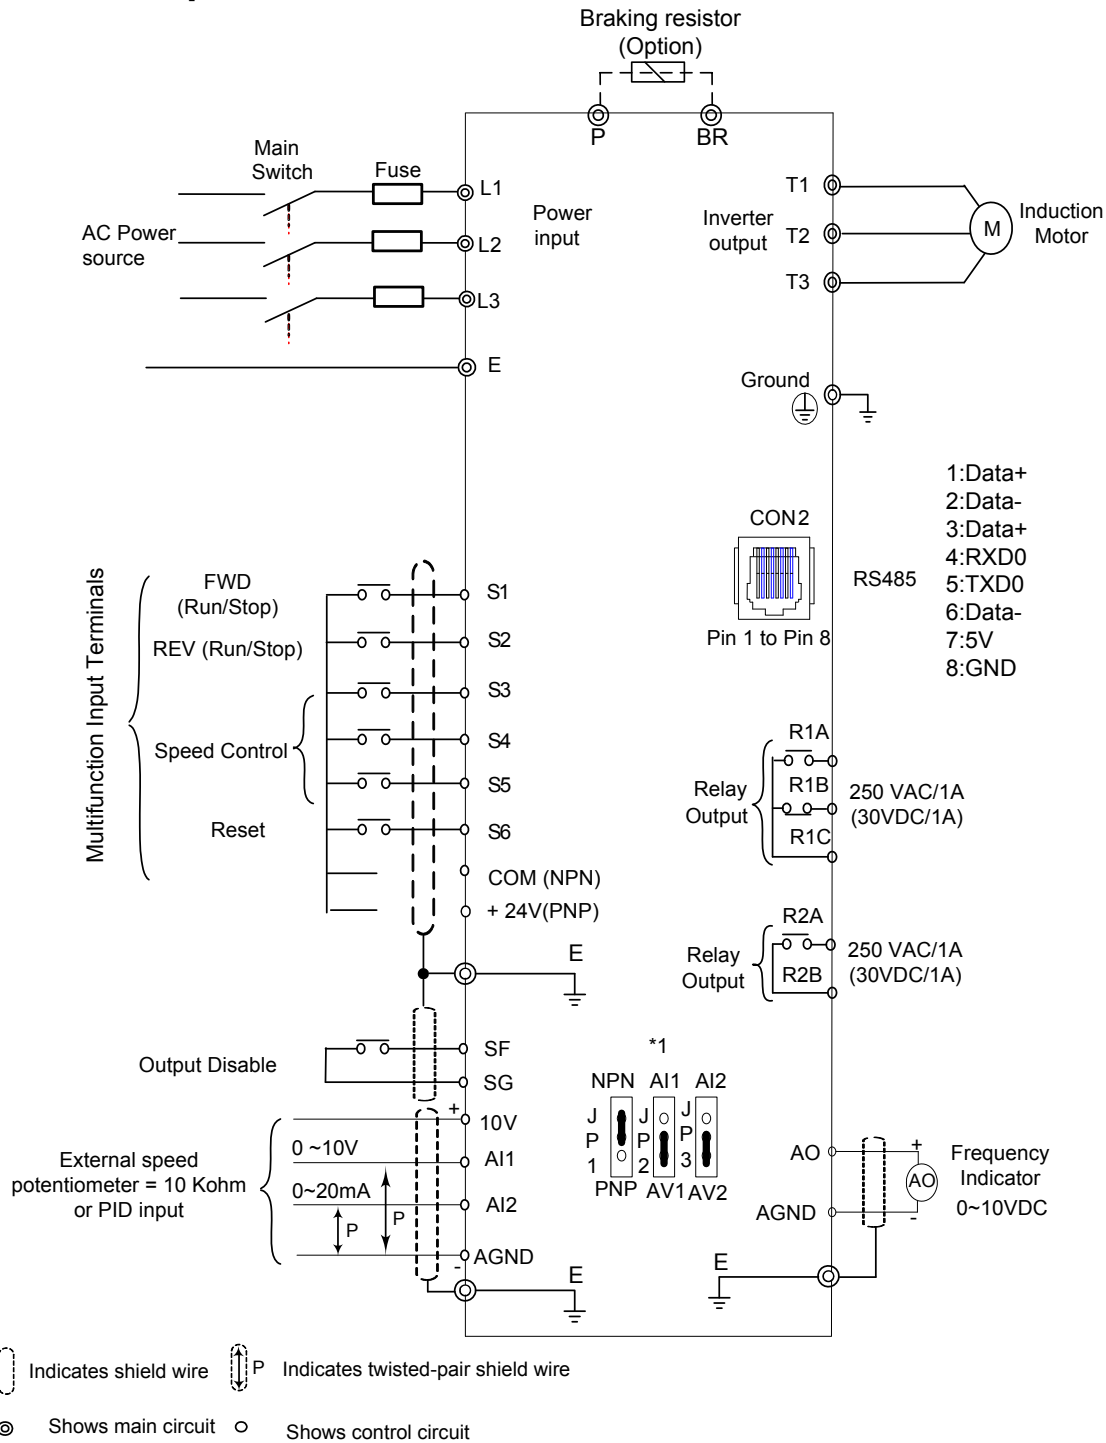 Braking resistor
(Option)
P
BR
Main
Switch
Fuse
L1
AC Power
source
L2
L3
E
Power
input
Inverter
output
T1
T2
T3
M
Induction
Motor
Ground
CON2
RS485
Pin 1 to Pin 8
1:Data+
2:Data-
3:Data+
4:RXD0
5:TXD0
6:Data-
7:5V
8:GND
Multifunction Input Terminals
FWD
(Run/Stop)
S1
REV (Run/Stop)
S2
S3
Speed Control
S4
S5
Reset
S6
COM (NPN)
+ 24V(PNP)
E
Relay
Output
R1A
R1B
R1C
250 VAC/1A
(30VDC/1A)
Relay
Output
R2A
R2B
250 VAC/1A
(30VDC/1A)
Output Disable
SF
SG
*1
NPN AI1 AI2
J
P
1
J
P
2
J
P
3
PNP AV1 AV2
External speed
potentiometer = 10 Kohm
or PID input
+
10V
0 ~10V
AI1
0~20mA
AI2
P
P
AGND
-
E
AO
AGND
+
AO
-
Frequency
Indicator
0~10VDC
E
Indicates shield wire
P
Indicates twisted-pair shield wire
Shows main circuit
Shows control circuit